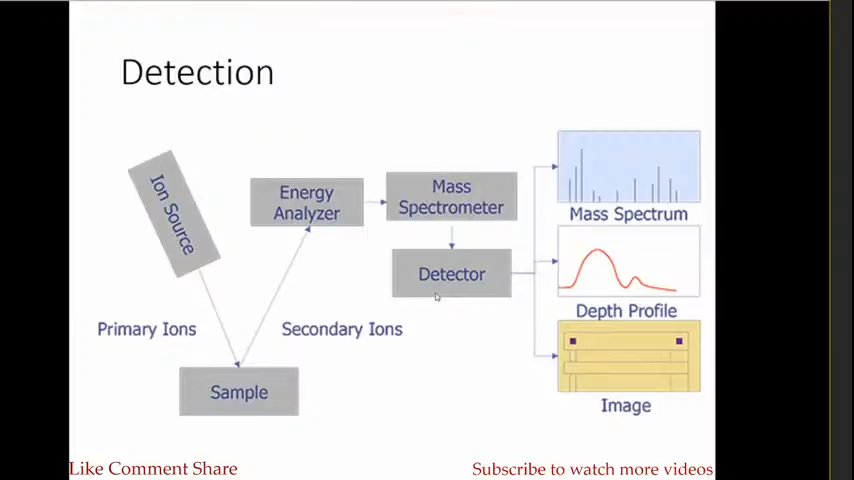 Detection
Ion Source
Energy
Analyzer
Mass
Spectrometer
Mass Spectrum
Detector
Depth Profile
Primary Ions
Secondary Ions
Sample
Image
Like Comment Share
Subscribe to watch more videos